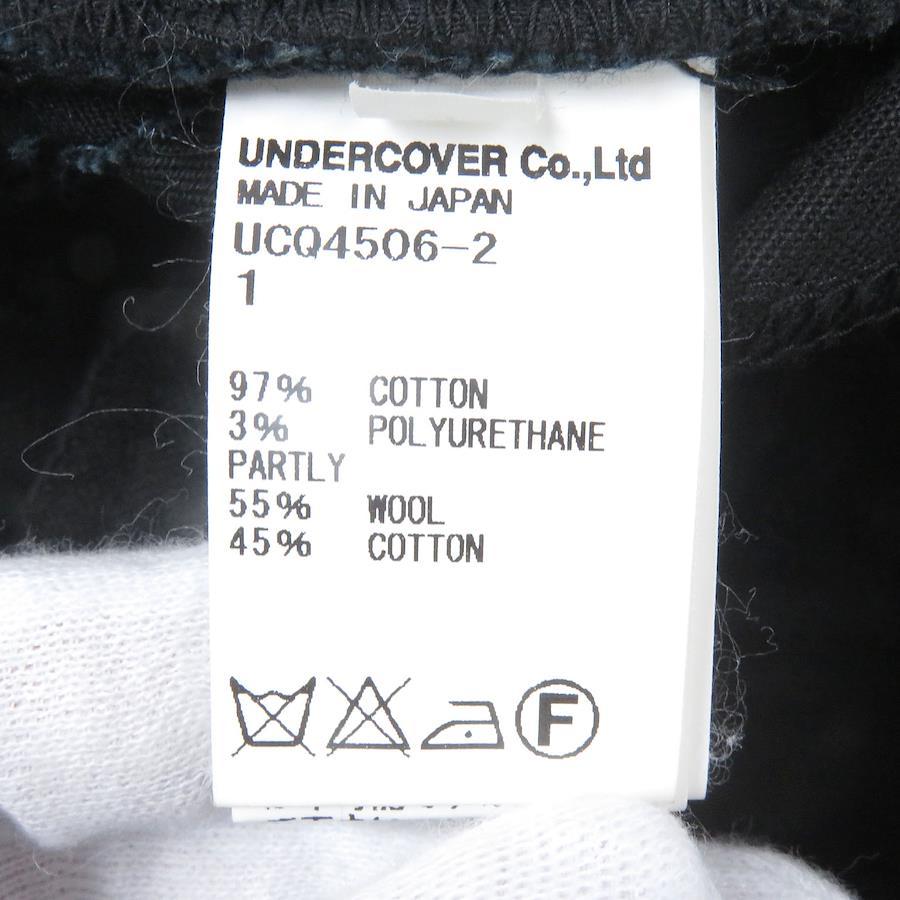 UNDERCOVER Co.,Ltd
MADE IN JAPAN
UCQ4506-2
1
97% COTTON
3% POLYURETHANE
PARTLY
55% WOOL
45% COTTON
F